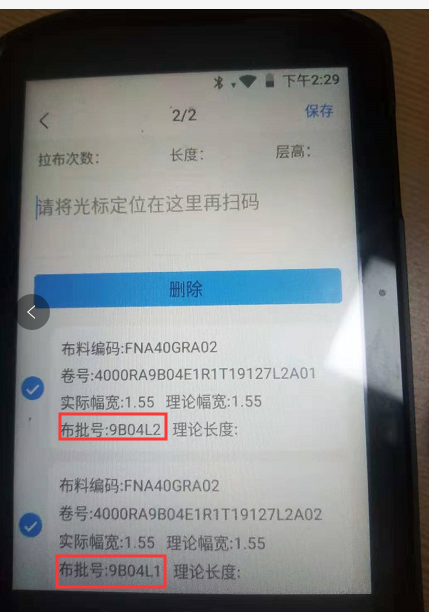 下午2:29
2/2
保存
拉布次数: 长度: 层高:
请将光标定位在这里再扫码
删除
布料编码:FNA40GRA02
卷号:4000RA9B04E1R1T19127L2A01
实际幅宽:1.55 理论幅宽:1.55
布批号:9B04L2 理论长度:
布料编码:FNA40GRA02
卷号:4000RA9B04E1R1T19127L2A02
实际幅宽:1.55 理论幅宽:1.55
布批号:9B04L1 理论长度: